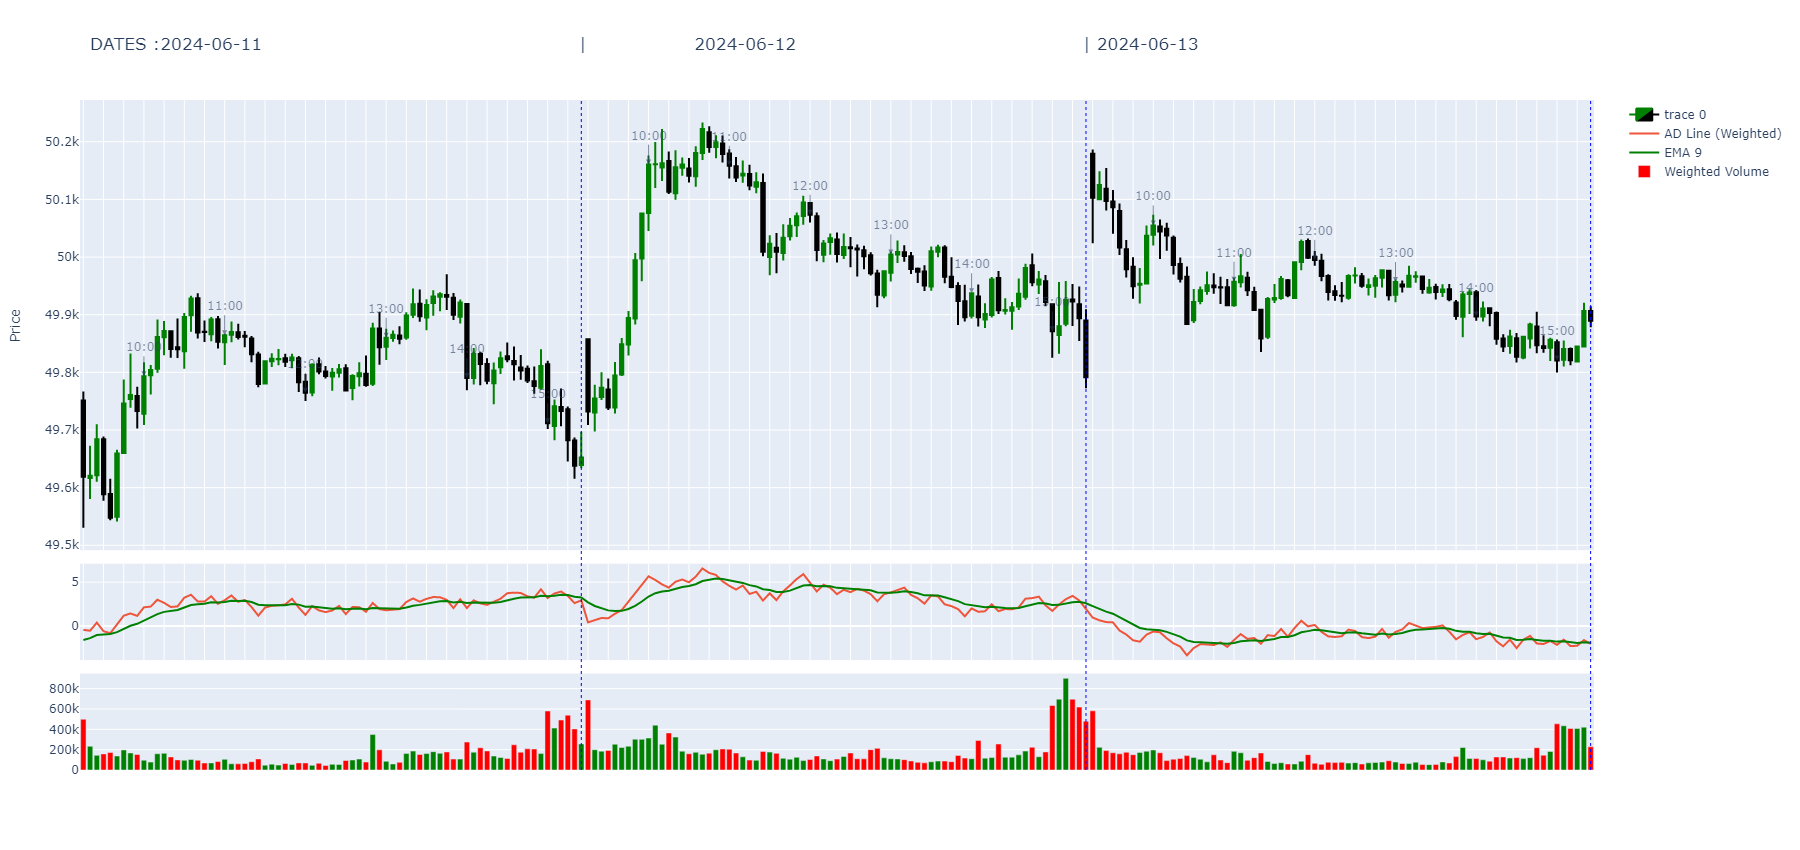 DATES :2024-06-11 | 2024-06-12 | 2024-06-13
trace 0
AD Line (Weighted)
EMA 9
Weighted Volume
Price
50.2k
50.1k
50k
49.9k
49.8k
49.7k
49.6k
49.5k
10:00
11:00
13:00
14:00
15:00
10:00
11:00
12:00
13:00
14:00
10:00
11:00
12:00
13:00
14:00
15:00
5
0
800k
600k
400k
200k
0